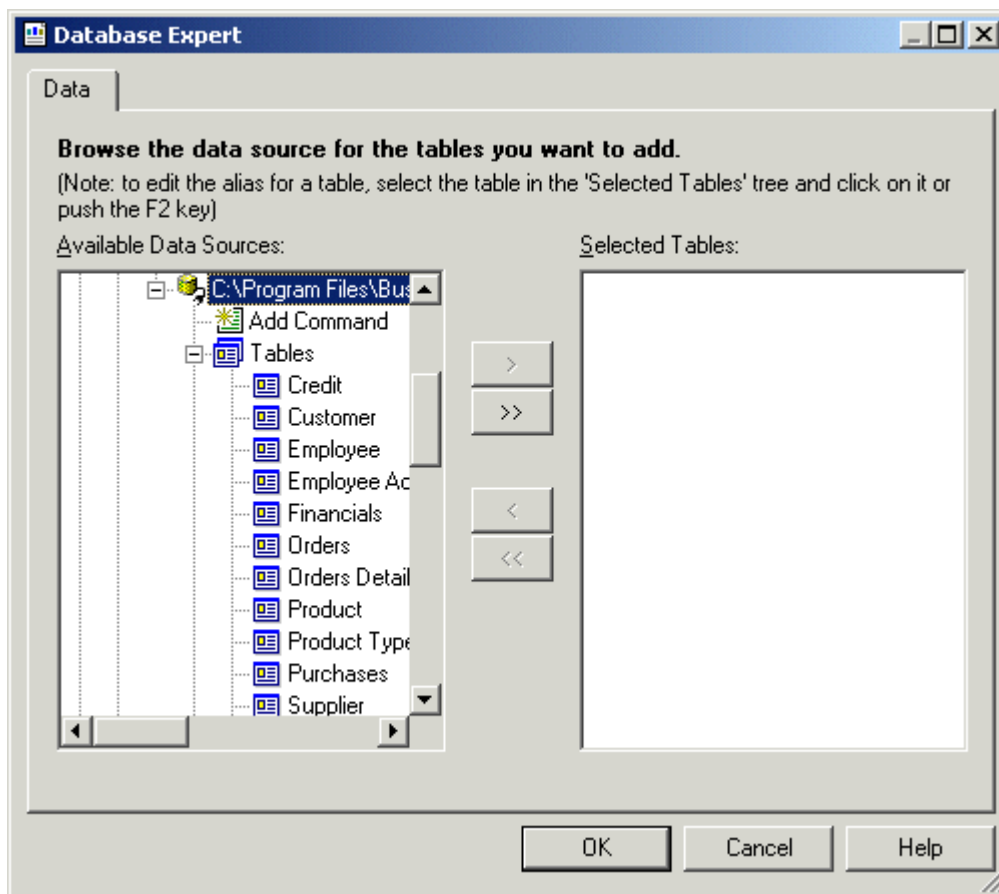 Database Expert
Data
Browse the data source for the tables you want to add.
(Note: to edit the alias for a table, select the table in the 'Selected Tables' tree and click on it or
push the F2 key)
Available Data Sources:
Selected Tables:
C:\Program Files\Bus
Add Command
Tables
Credit
Customer
Employee
Employee Ad
Financials
Orders
Orders Detail
Product
Product Type
Purchases
Supplier
>
>>
<
<<
OK
Cancel
Help